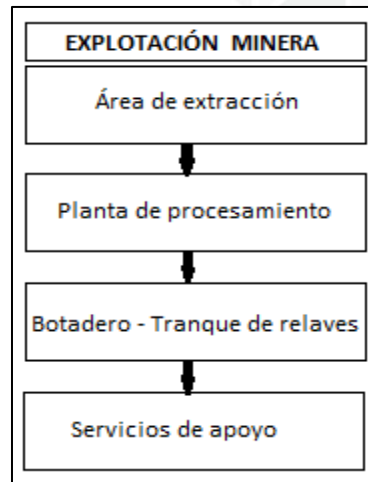 EXPLOTACIÓN MINERA
Área de extracción
Planta de procesamiento
Botadero - Tranque de relaves
Servicios de apoyo